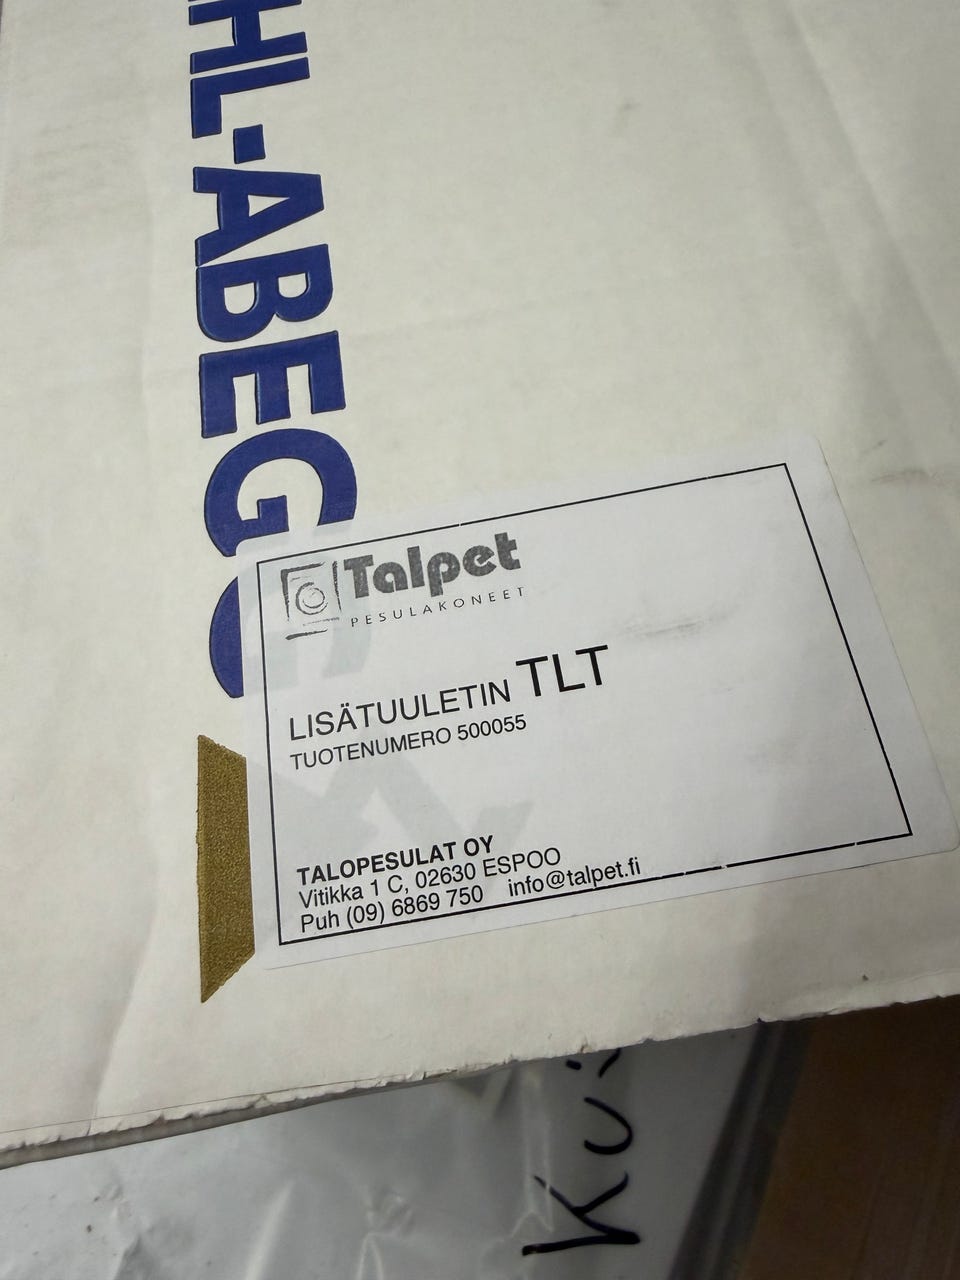 HL-ABEG
Talpet
PESULAKONEET
LISÄTUULETIN TLT
TUOTENUMERO 500055
TALOPESULAT OY
Vitikka 1 C, 02630 ESPOO
Puh (09) 6869 750 info@talpet.fi